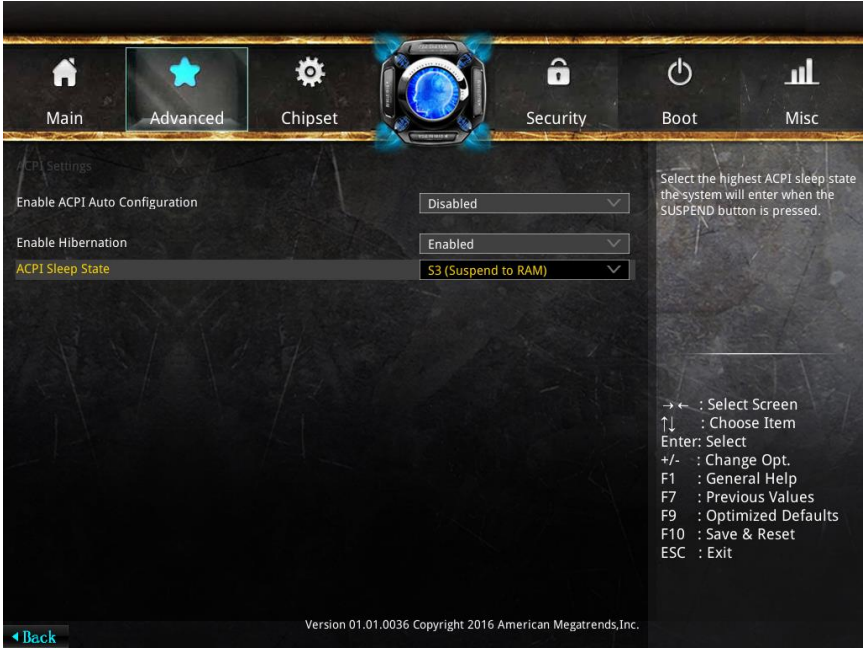 Main Advanced Chipset Security Boot Misc
ACPI Settings
Enable ACPI Auto Configuration Disabled
Enable Hibernation Enabled
ACPI Sleep State S3 (Suspend to RAM)
Select the highest ACPI sleep state
the system will enter when the
SUSPEND button is pressed.
→← : Select Screen
↑↓ : Choose Item
Enter: Select
+/- : Change Opt.
F1 : General Help
F7 : Previous Values
F9 : Optimized Defaults
F10 : Save & Reset
ESC : Exit
Version 01.01.0036 Copyright 2016 American Megatrends,Inc.
Back